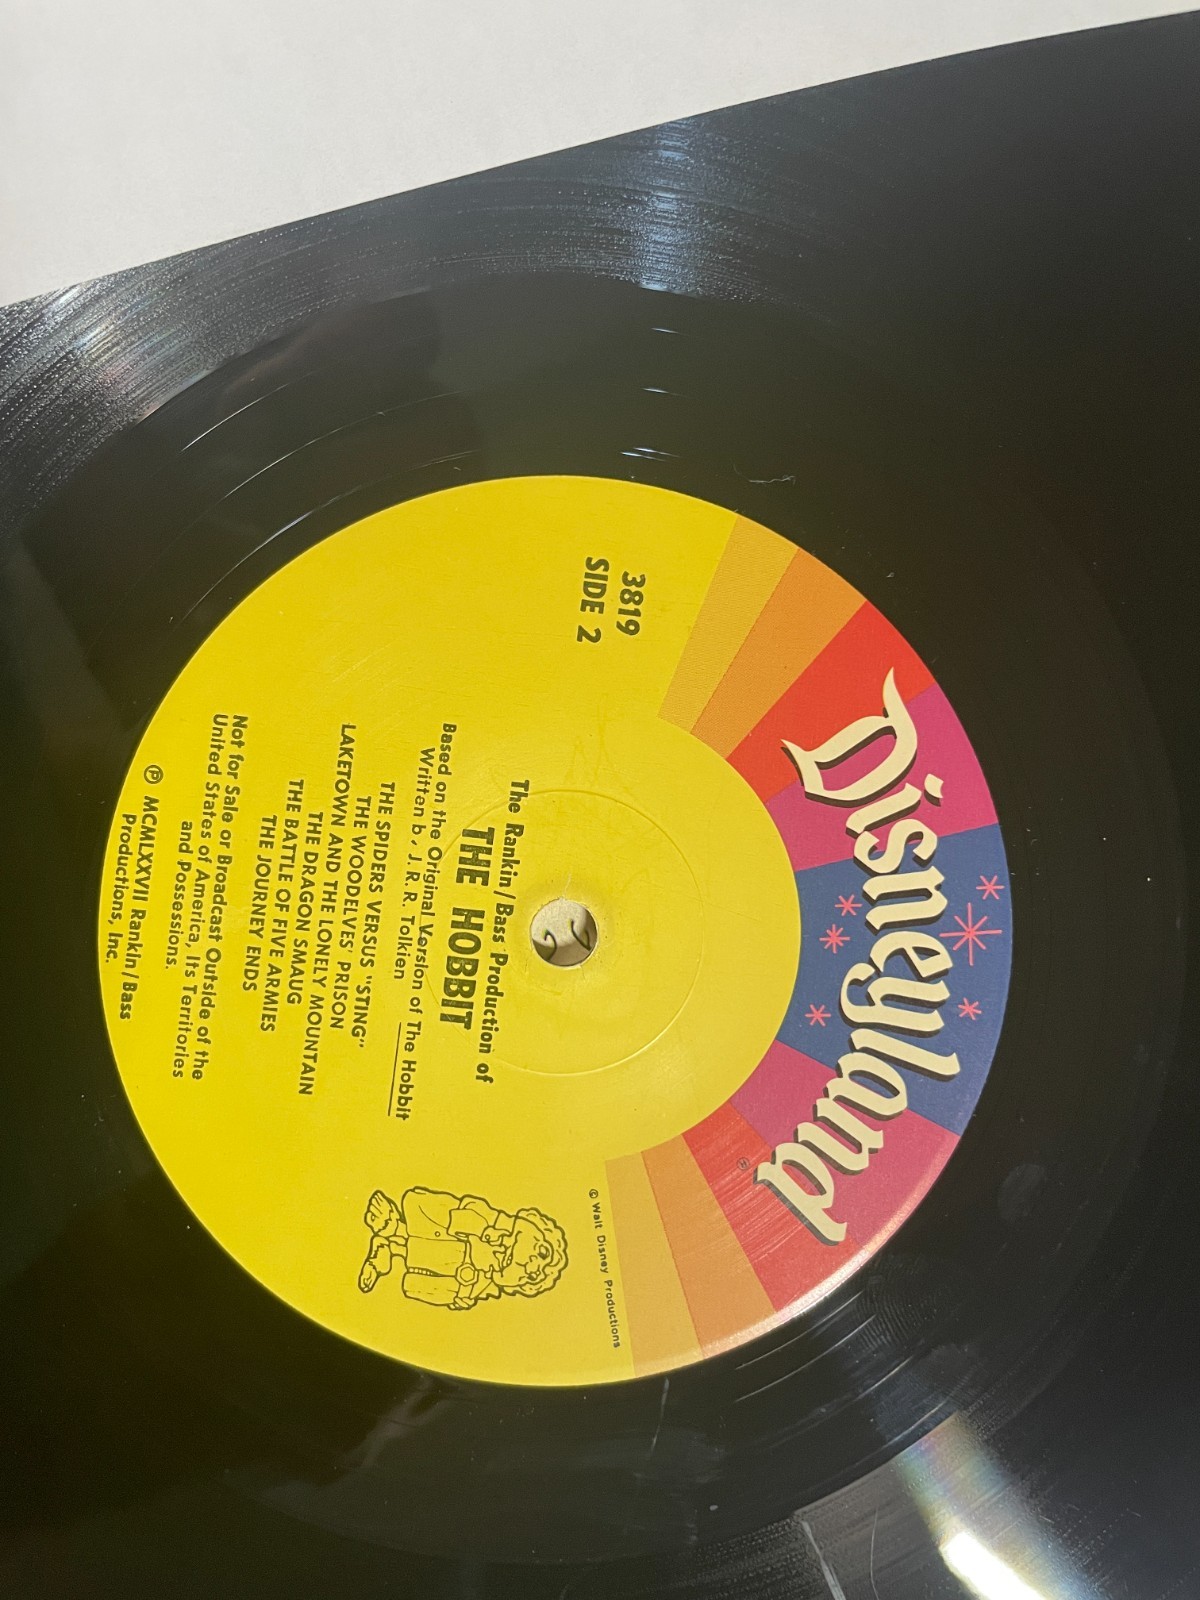 Disneyland
®
© Walt Disney Productions
3819
SIDE 2
The Rankin/Bass Production of
THE HOBBIT
Based on the Original Version of The Hobbit
Written b, J. R. R. Tolkien
THE SPIDERS VERSUS "STING"
THE WOODELVES' PRISON
LAKETOWN AND THE LONELY MOUNTAIN
THE DRAGON SMAUG
THE BATTLE OF FIVE ARMIES
THE JOURNEY ENDS
Not for Sale or Broadcast Outside of the
United States of America, Its Territories
and Possessions.
℗ MCMLXXVII Rankin/Bass
Productions, Inc.